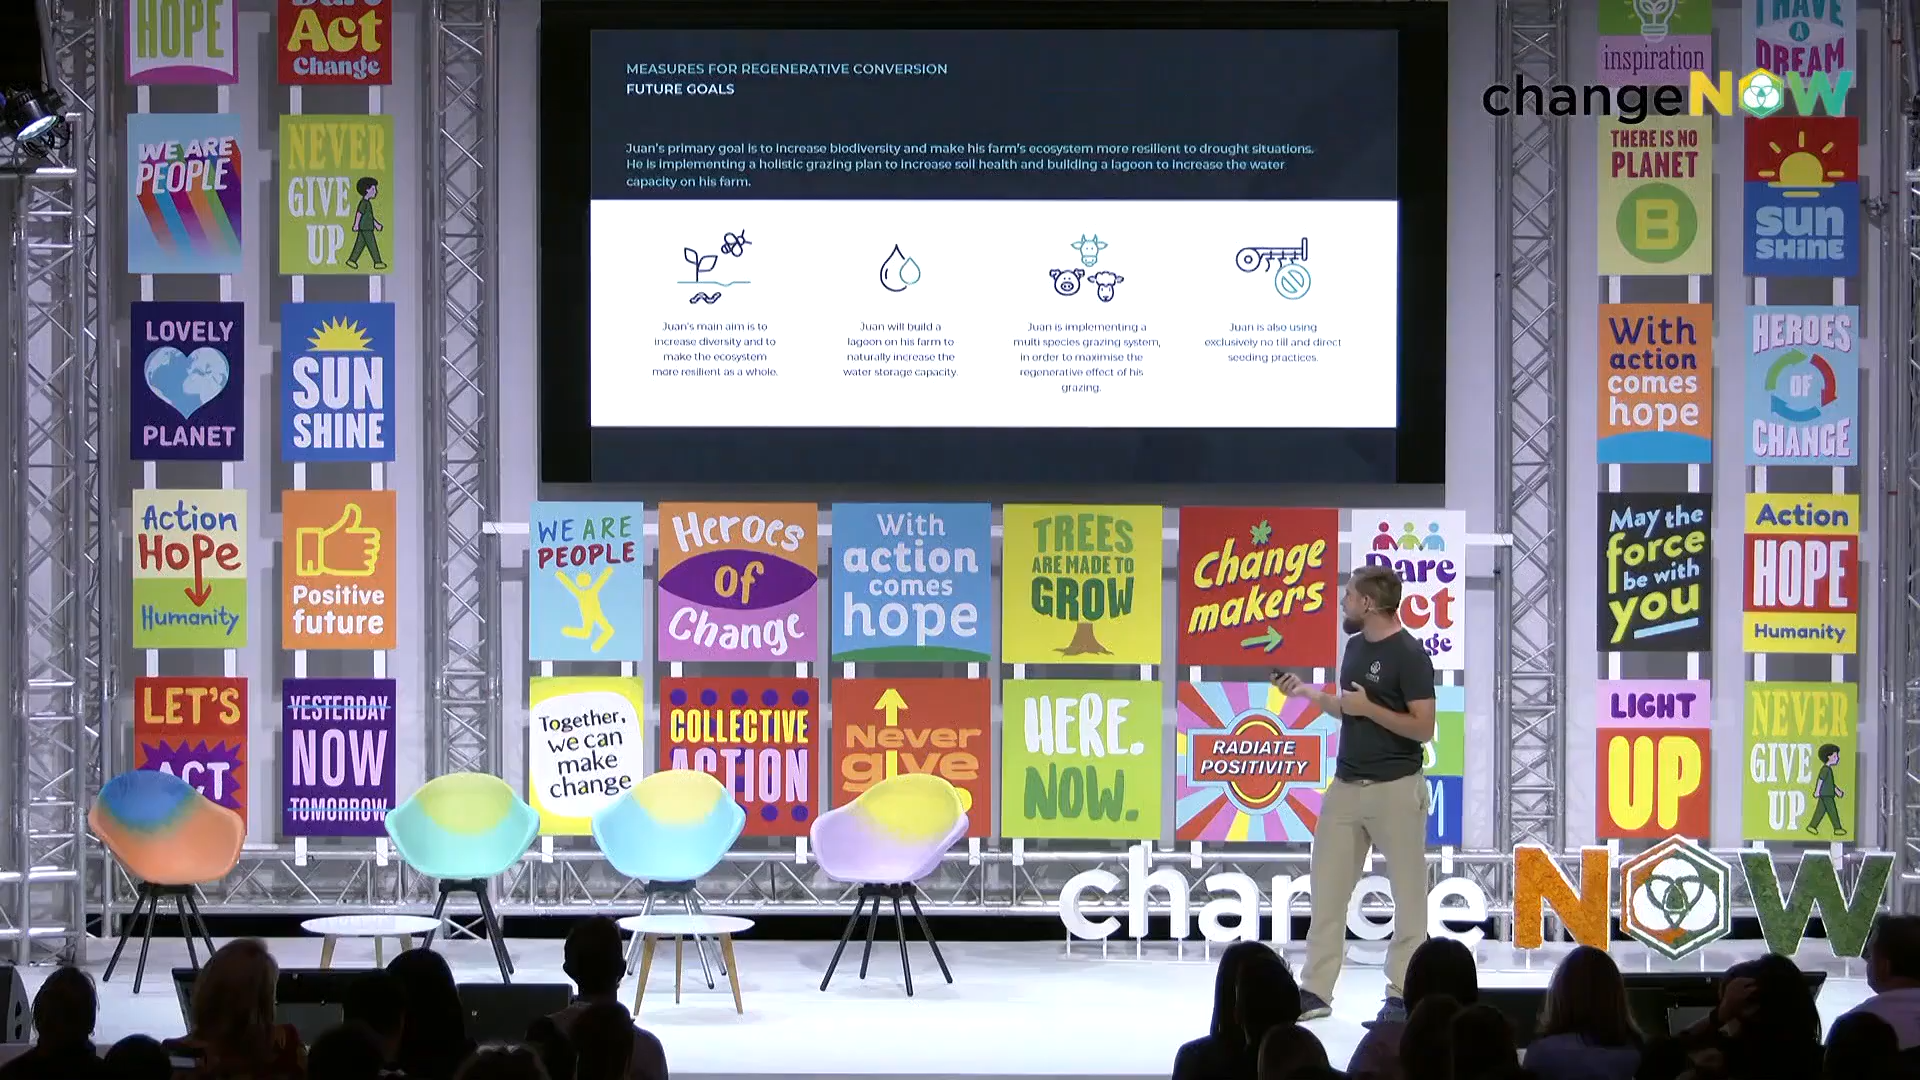 HOPE
Dare
Act
Change
WE ARE
PEOPLE
NEVER
GIVE
UP
LOVELY
PLANET
SUN
SHINE
Action
Hope
Humanity
Positive
future
LET'S
ACT
YESTERDAY
NOW
TOMORROW
MEASURES FOR REGENERATIVE CONVERSION
FUTURE GOALS
Juan's primary goal is to increase biodiversity and make his farm's ecosystem more resilient to drought situations.
He is implementing a holistic grazing plan to increase soil health and building a lagoon to increase the water
capacity on his farm.
Juan's main aim is to
increase diversity and to
make the ecosystem
more resilient as a whole.
Juan will build a
lagoon on his farm to
naturally increase the
water storage capacity.
Juan is implementing a
multi species grazing system,
in order to maximise the
regenerative effect of his
grazing.
Juan is also using
exclusively no till and direct
seeding practices.
WE ARE
PEOPLE
Heroes
of
Change
With
action
comes
hope
TREES
ARE MADE TO
GROW
Change
makers
Dare
Act
Together,
we can
make
change
COLLECTIVE
ACTION
Never
give
HERE.
NOW.
RADIATE
POSITIVITY
inspiration
I HAVE
A
DREAM
changeNOW
THERE IS NO
PLANET
B
sun
SHINE
With
action
comes
hope
HEROES
OF
CHANGE
May the
force
be with
you
Action
HOPE
Humanity
LIGHT
UP
NEVER
GIVE
UP
changeNOW